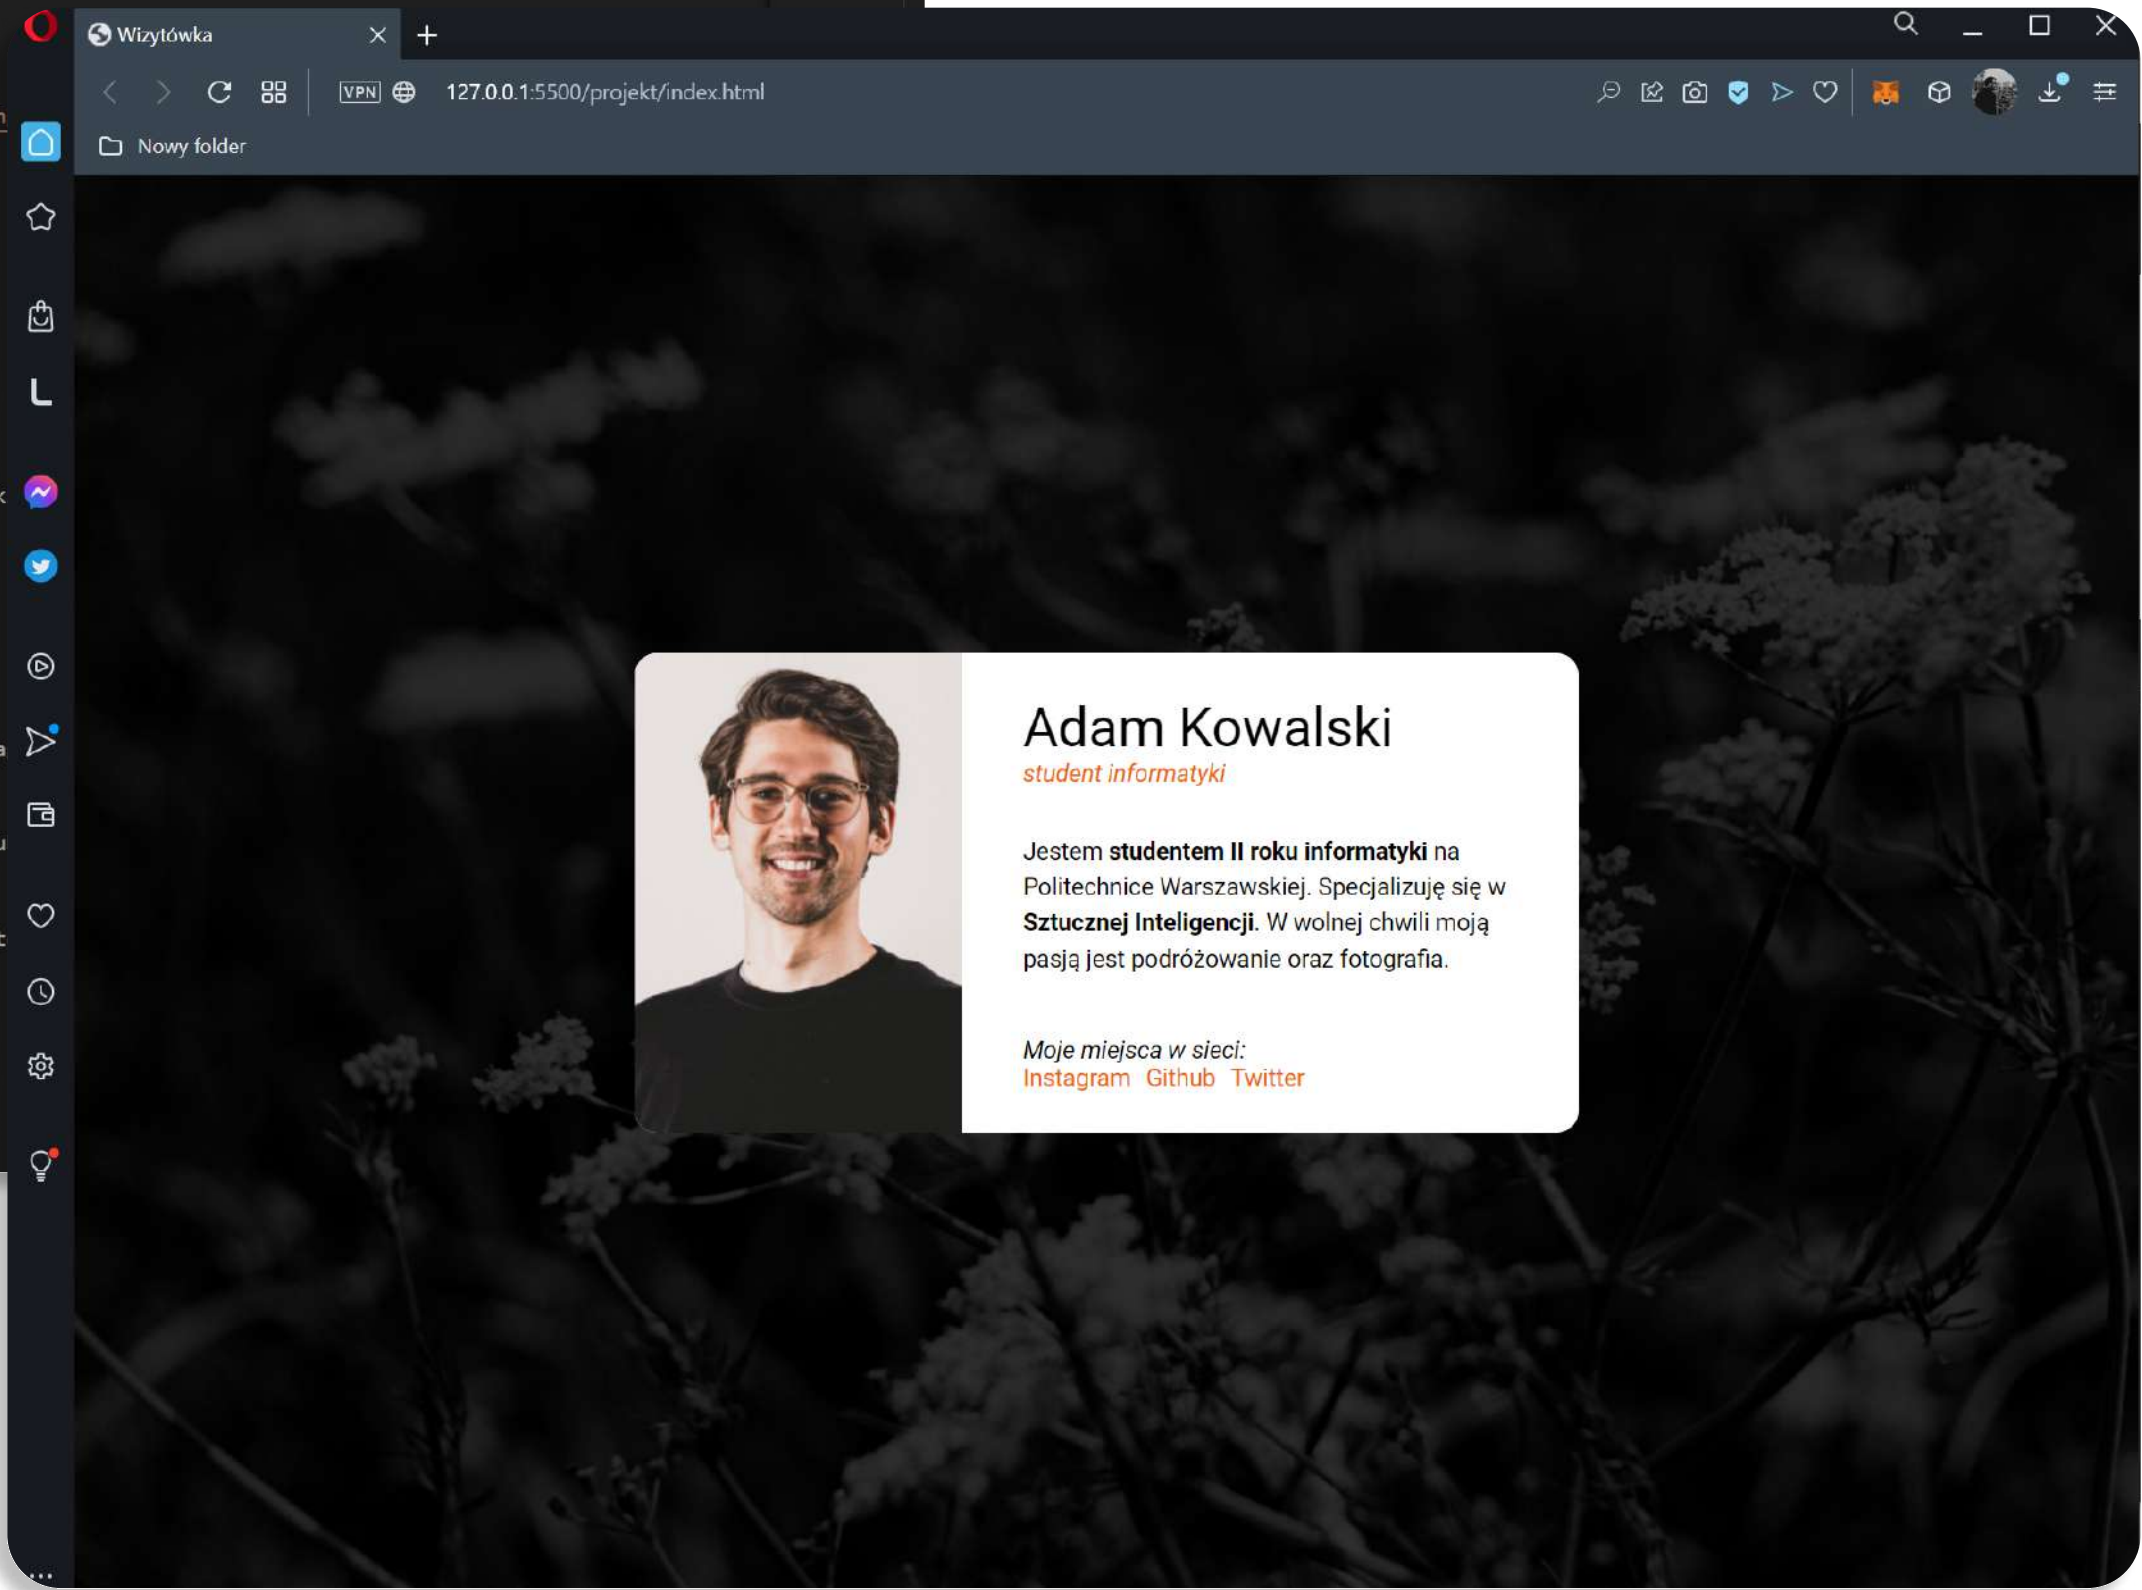 Wizytówka
VPN
127.0.0.1:5500/projekt/index.html
Nowy folder
Adam Kowalski
student informatyki
Jestem studentem II roku informatyki na
Politechnice Warszawskiej. Specjalizuję się w
Sztucznej Inteligencji. W wolnej chwili moją
pasją jest podróżowanie oraz fotografia.
Moje miejsca w sieci:
Instagram Github Twitter